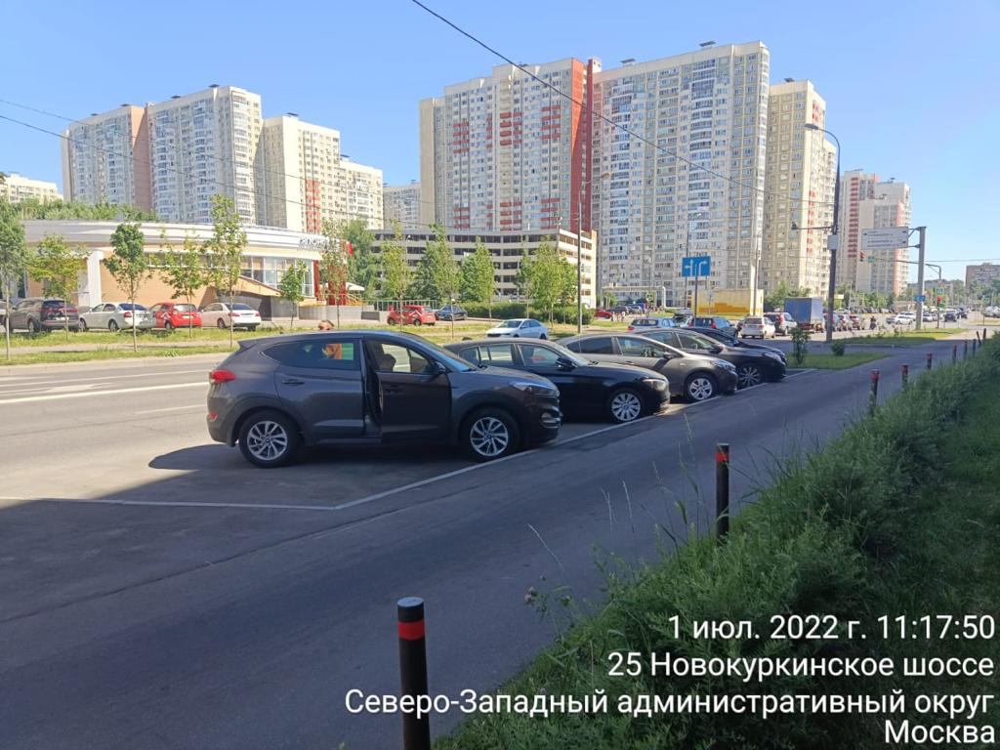 1 июл. 2022 г. 11:17:50
25 Новокуркинское шоссе
Северо-Западный административный округ
Москва